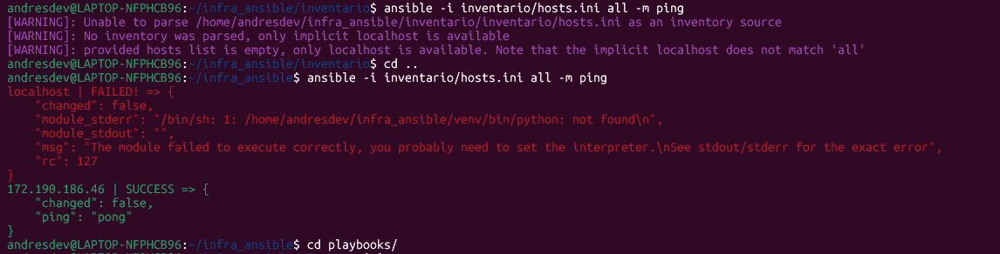 andresdev@LAPTOP-NFPHCB96:~/infra_ansible/inventario$ ansible -i inventario/hosts.ini all -m ping
[WARNING]: Unable to parse /home/andresdev/infra_ansible/inventario/inventario/hosts.ini as an inventory source
[WARNING]: No inventory was parsed, only implicit localhost is available
[WARNING]: provided hosts list is empty, only localhost is available. Note that the implicit localhost does not match 'all'
andresdev@LAPTOP-NFPHCB96:~/infra_ansible/inventario$ cd ..
andresdev@LAPTOP-NFPHCB96:~/infra_ansible$ ansible -i inventario/hosts.ini all -m ping
localhost | FAILED! => {
    "changed": false,
    "module_stderr": "/bin/sh: 1: /home/andresdev/infra_ansible/venv/bin/python: not found\n",
    "module_stdout": "",
    "msg": "The module failed to execute correctly, you probably need to set the interpreter.\nSee stdout/stderr for the exact error",
    "rc": 127
}
172.190.186.46 | SUCCESS => {
    "changed": false,
    "ping": "pong"
}
andresdev@LAPTOP-NFPHCB96:~/infra_ansible$ cd playbooks/